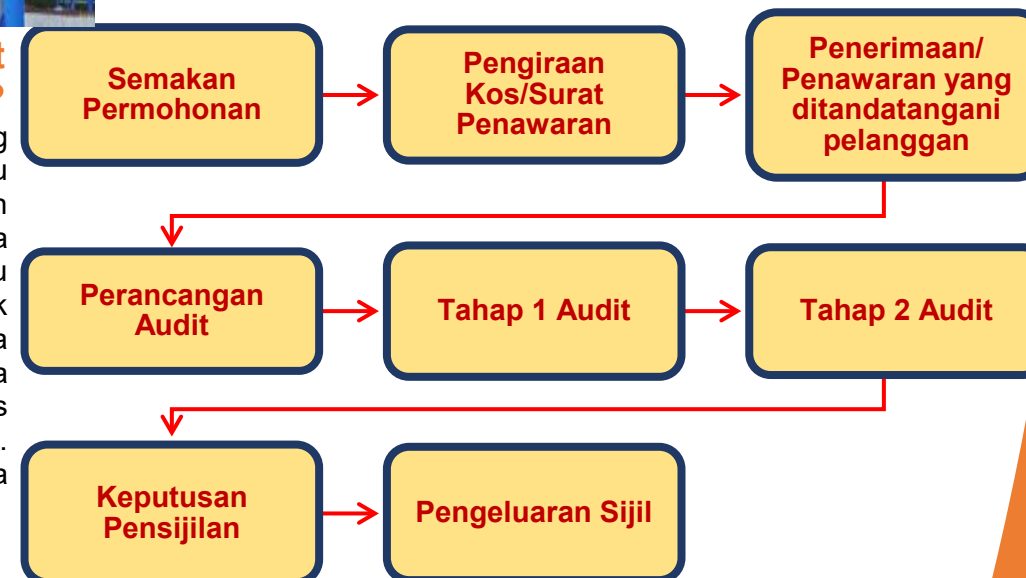 Semakan
Permohonan
Pengiraan
Kos/Surat
Penawaran
Penerimaan/
Penawaran yang
ditandatangani
pelanggan
Perancangan
Audit
Tahap 1 Audit
Tahap 2 Audit
Keputusan
Pensijilan
Pengeluaran Sijil